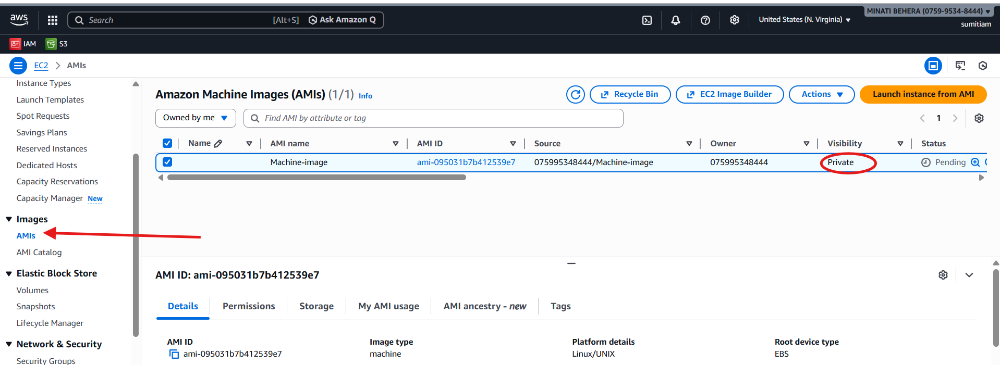 aws
Search [Alt+S] Ask Amazon Q
United States (N. Virginia)
MINATI BEHERA (0759-9534-8444)
sumitiam
IAM S3
EC2 AMIs
Instance Types
Launch Templates
Spot Requests
Savings Plans
Reserved Instances
Dedicated Hosts
Capacity Reservations
Capacity Manager New
Images
AMIs
AMI Catalog
Elastic Block Store
Volumes
Snapshots
Lifecycle Manager
Network & Security
Security Groups
Amazon Machine Images (AMIs) (1/1) Info
Recycle Bin EC2 Image Builder Actions Launch instance from AMI
Owned by me Find AMI by attribute or tag 1
Name AMI name AMI ID Source Owner Visibility Status
Machine-image ami-095031b7b412539e7 075995348444/Machine-image 075995348444 Private Pending
AMI ID: ami-095031b7b412539e7
Details Permissions Storage My AMI usage AMI ancestry - new Tags
AMI ID Image type Platform details Root device type
ami-095031b7b412539e7 machine Linux/UNIX EBS